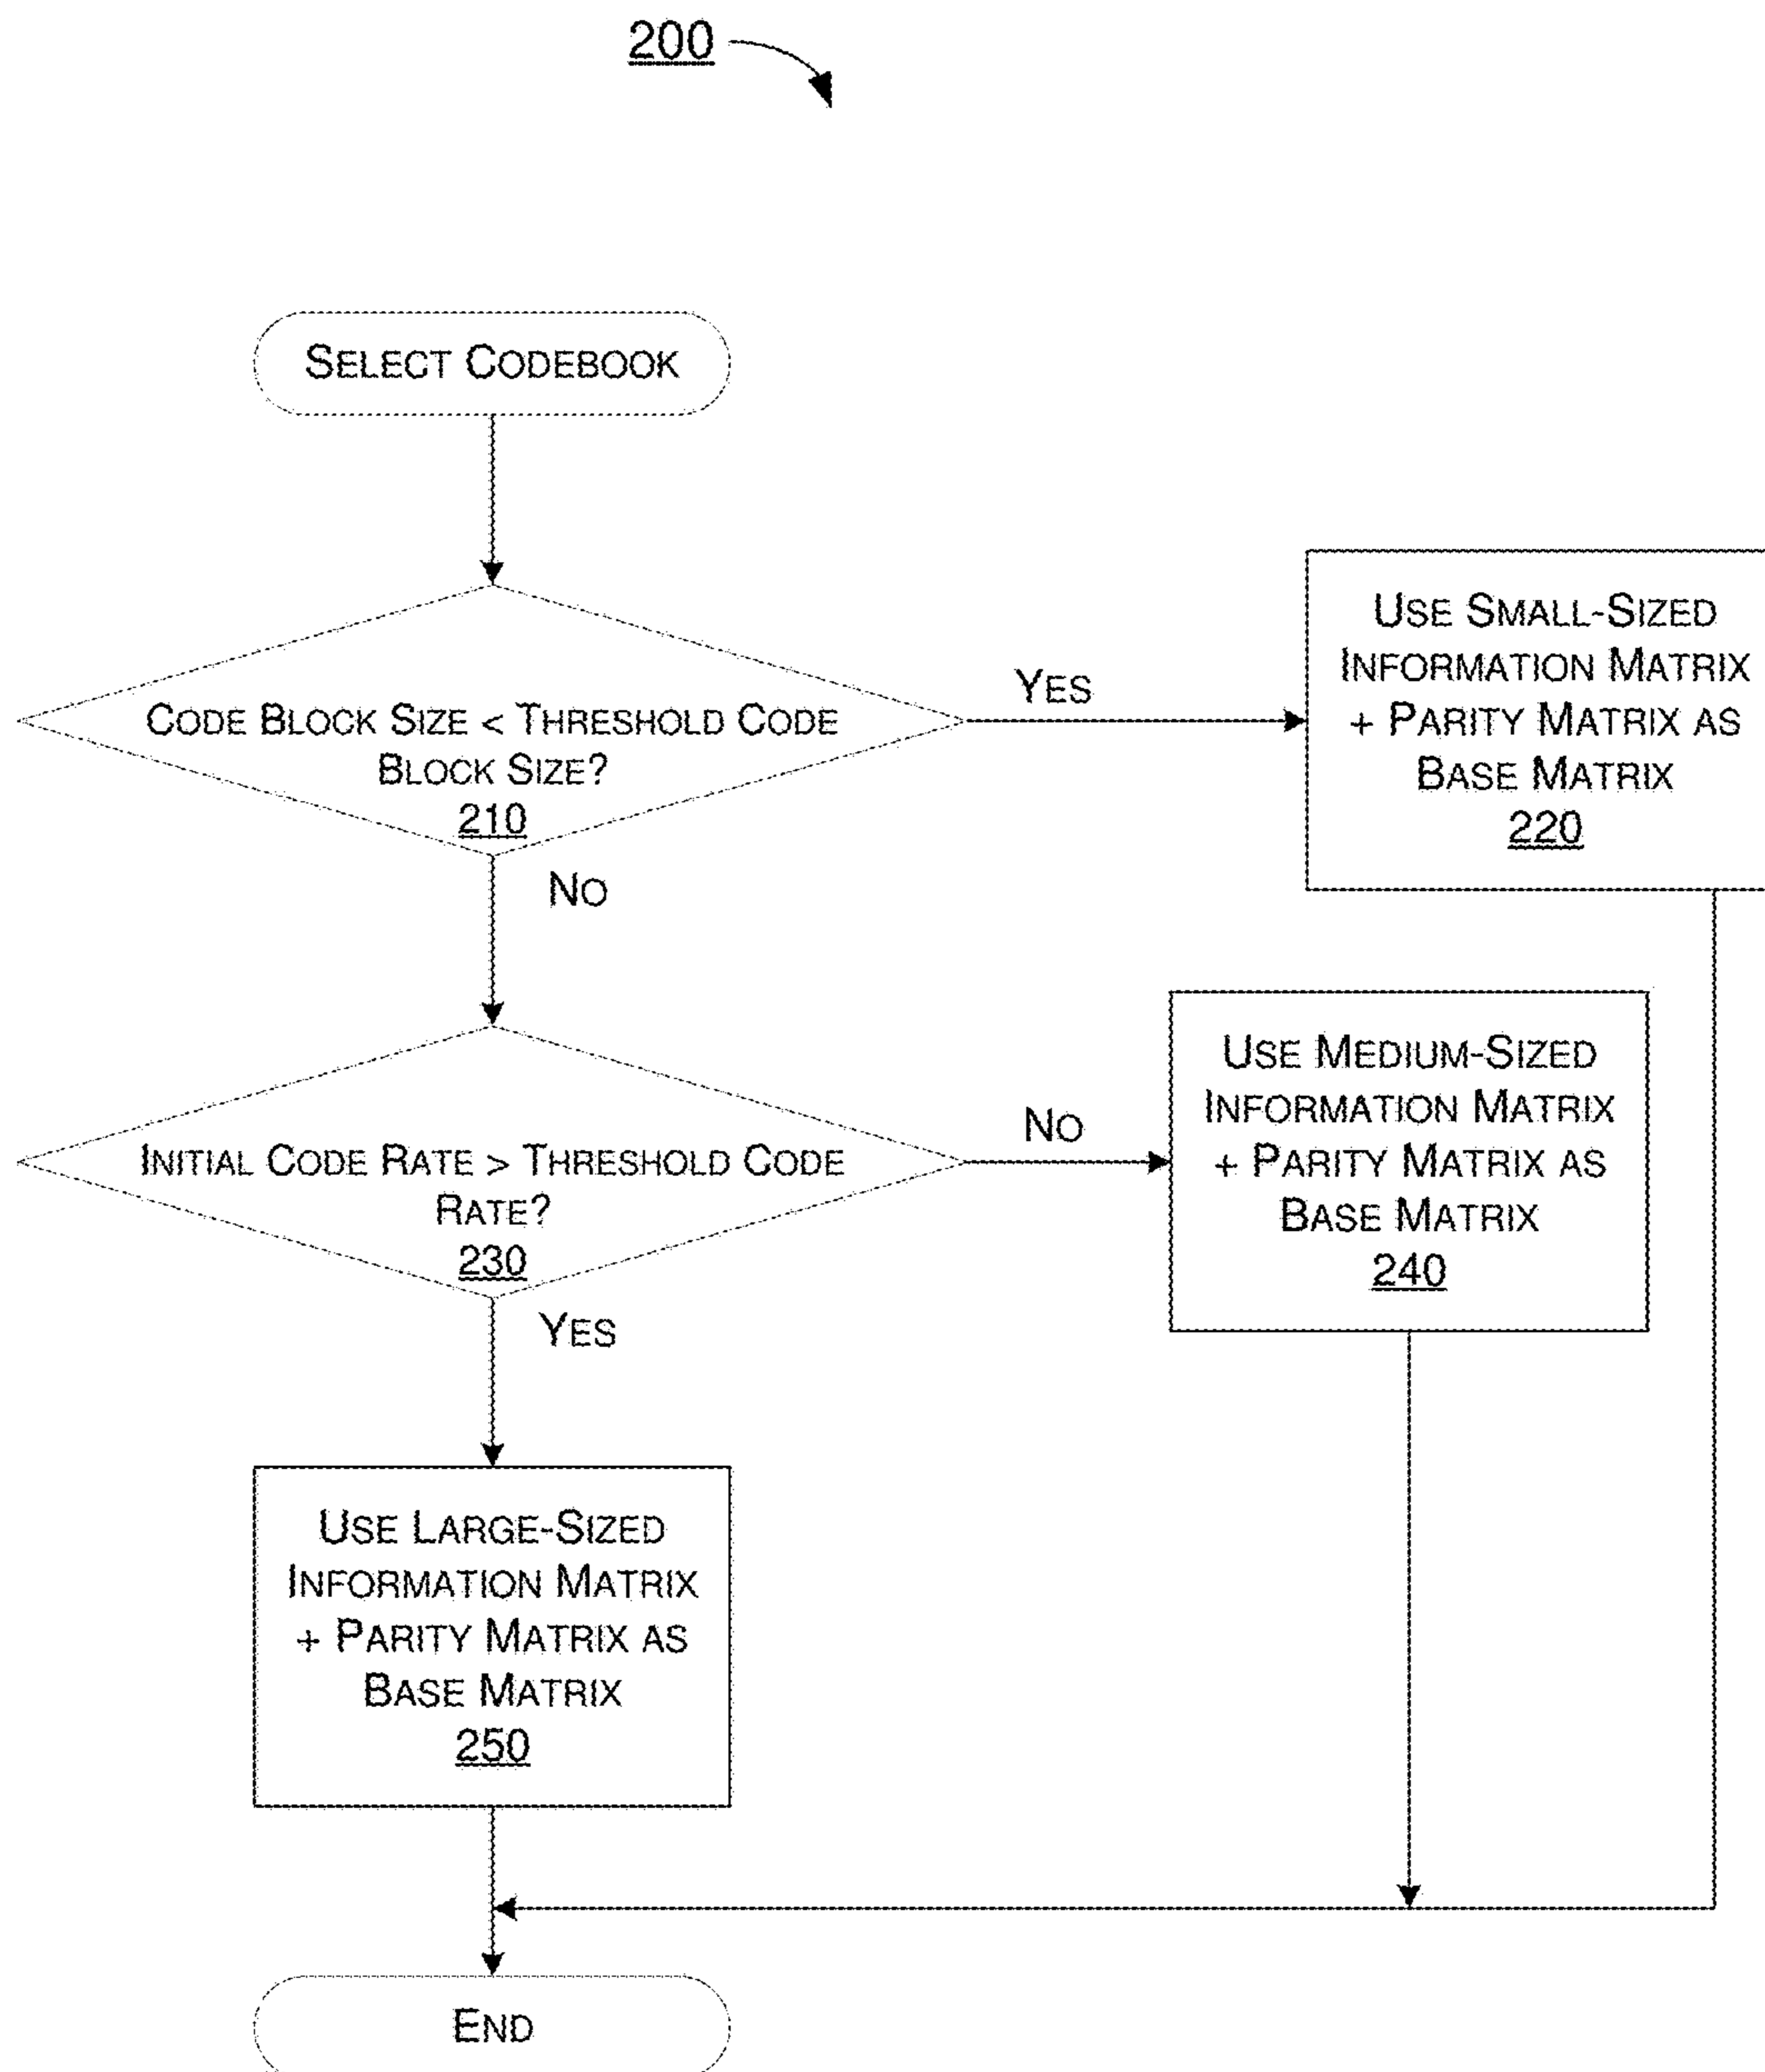 200
SELECT CODEBOOK
CODE BLOCK SIZE < THRESHOLD CODE
BLOCK SIZE?
210
YES
USE SMALL-SIZED
INFORMATION MATRIX
+ PARITY MATRIX AS
BASE MATRIX
220
NO
INITIAL CODE RATE > THRESHOLD CODE
RATE?
230
NO
USE MEDIUM-SIZED
INFORMATION MATRIX
+ PARITY MATRIX AS
BASE MATRIX
240
YES
USE LARGE-SIZED
INFORMATION MATRIX
+ PARITY MATRIX AS
BASE MATRIX
250
END